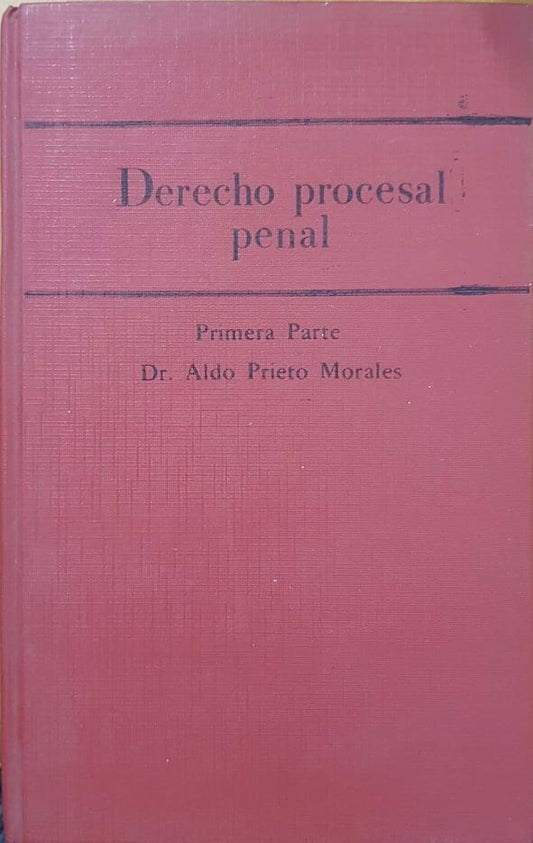 Derecho procesal
penal
Primera Parte
Dr. Aldo Prieto Morales